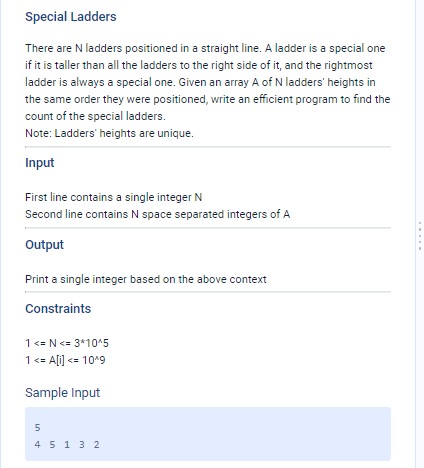 Special Ladders
There are N ladders positioned in a straight line. A ladder is a special one
if it is taller than all the ladders to the right side of it, and the rightmost
ladder is always a special one. Given an array A of N ladders' heights in
the same order they were positioned, write an efficient program to find the
count of the special ladders.
Note: Ladders' heights are unique.
Input
First line contains a single integer N
Second line contains N space separated integers of A
Output
Print a single integer based on the above context
Constraints
1 <= N <= 3*10^5
1 <= A[i] <= 10^9
Sample Input
5
4 5 1 3 2